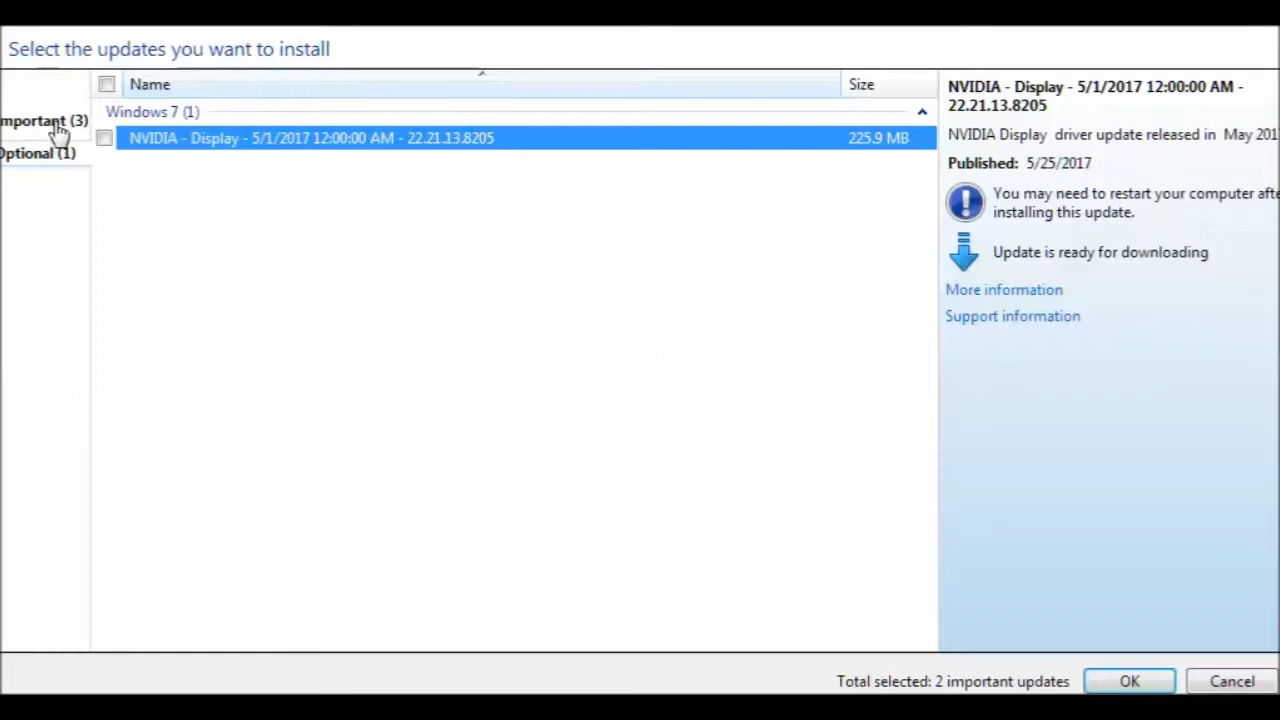 Select the updates you want to install
Name
Size
mportant (3)
Optional (1)
Windows 7 (1)
NVIDIA - Display - 5/1/2017 12:00:00 AM - 22.21.13.8205
225.9 MB
NVIDIA - Display - 5/1/2017 12:00:00 AM -
22.21.13.8205
NVIDIA Display driver update released in May 201
Published: 5/25/2017
You may need to restart your computer afte
installing this update.
Update is ready for downloading
More information
Support information
Total selected: 2 important updates
OK
Cancel